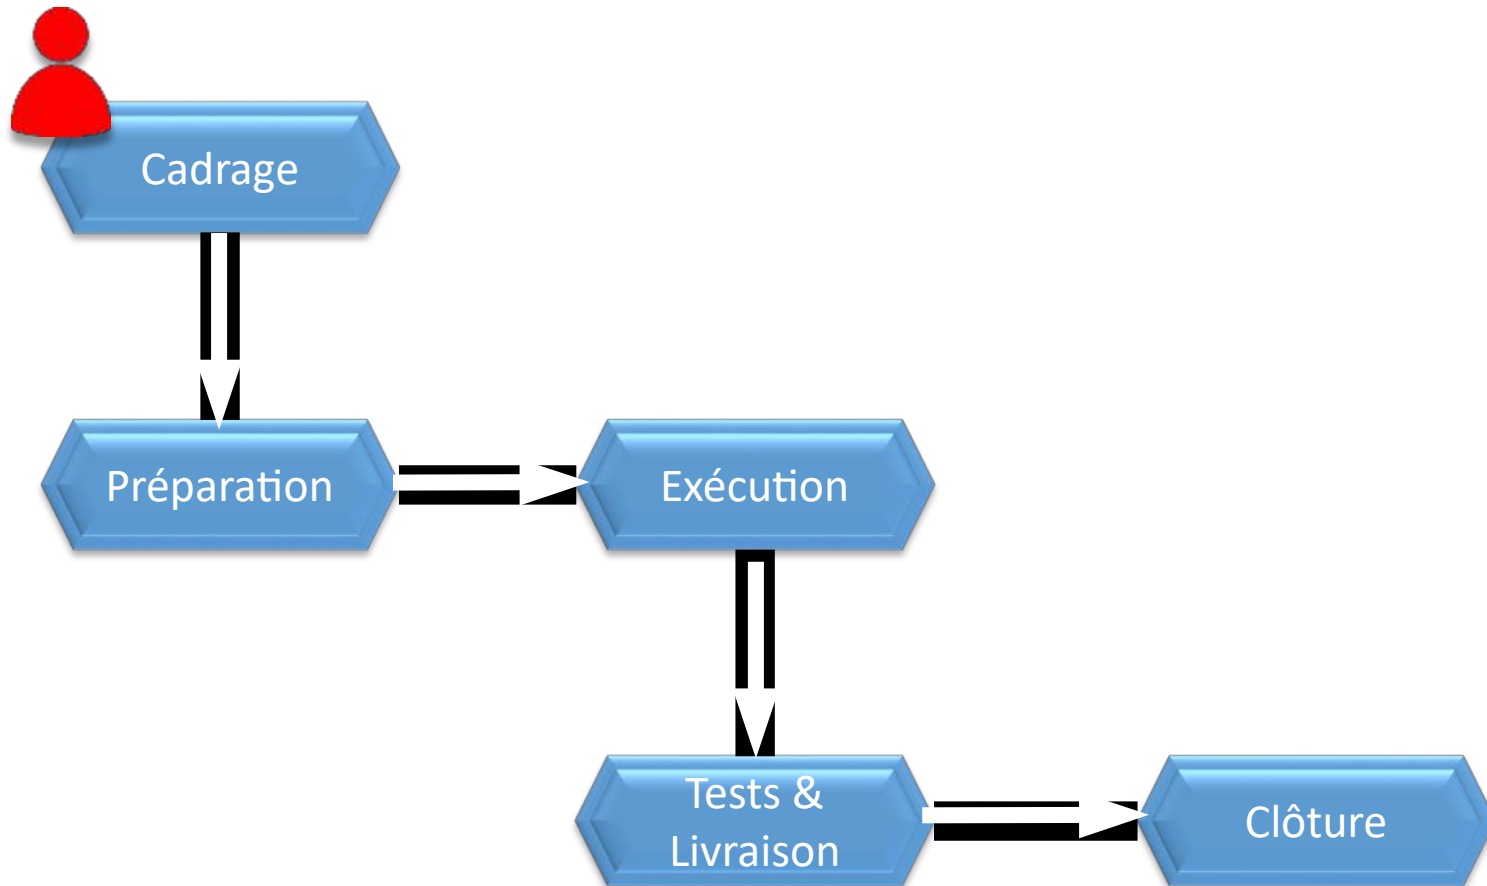 Cadrage
Préparation
Exécution
Tests &
Livraison
Clôture